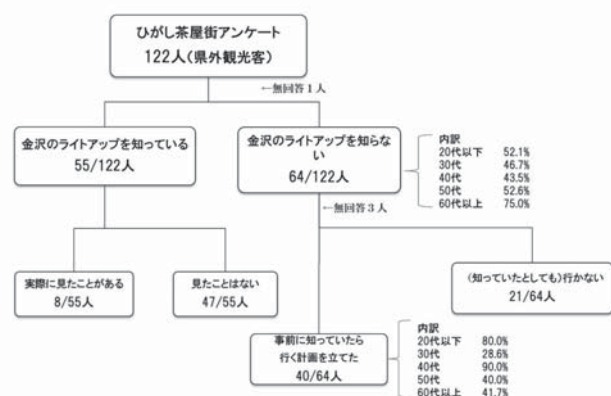 ひがし茶屋街アンケート
122人(県外観光客)
←無回答1人
金沢のライトアップを知っている
55/122人
金沢のライトアップを知らな
い
64/122人
内訳
20代以下 52.1%
30代 46.7%
40代 43.5%
50代 52.6%
60代以上 75.0%
←無回答3人
実際に見たことがある
8/55人
見たことはない
47/55人
(知っていたとしても)行かない
21/64人
事前に知っていたら
行く計画を立てた
40/64人
内訳
20代以下 80.0%
30代 28.6%
40代 90.0%
50代 40.0%
60代以上 41.7%